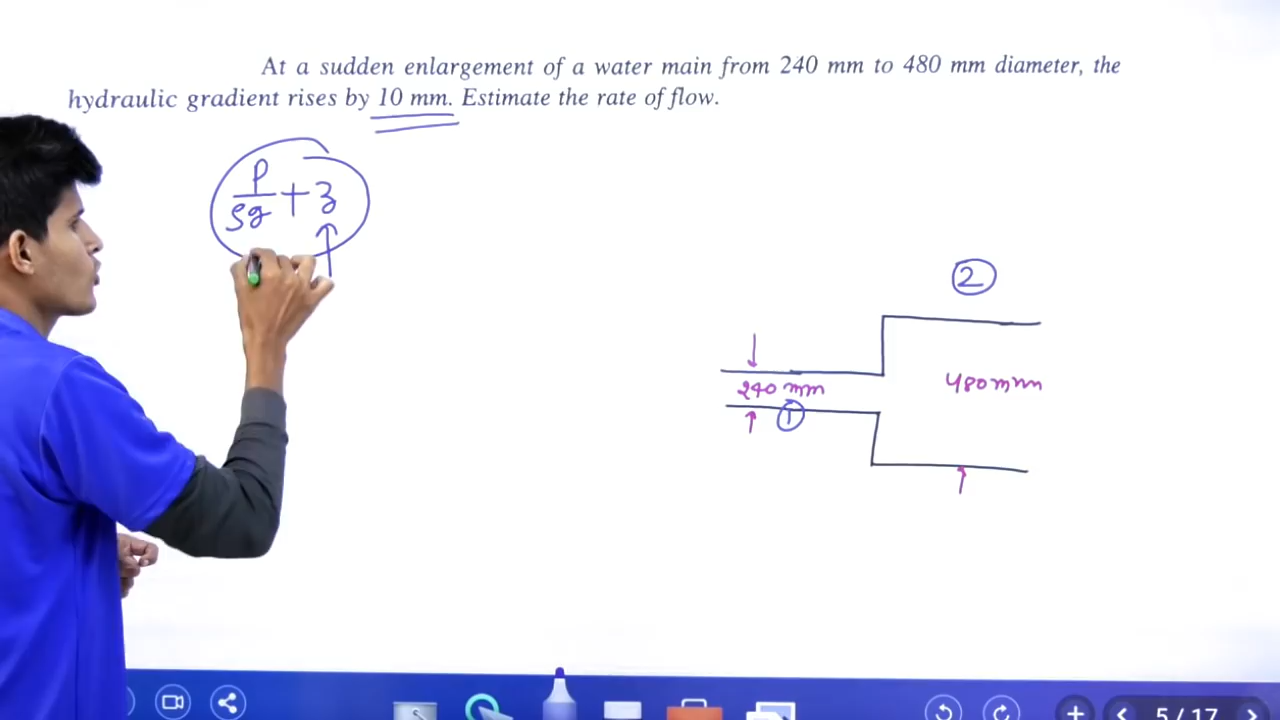 At a sudden enlargement of a water main from 240 mm to 480 mm diameter, the
hydraulic gradient rises by 10 mm. Estimate the rate of flow.
P
ρg + z
2
240 mm
480mm
1
5 / 17